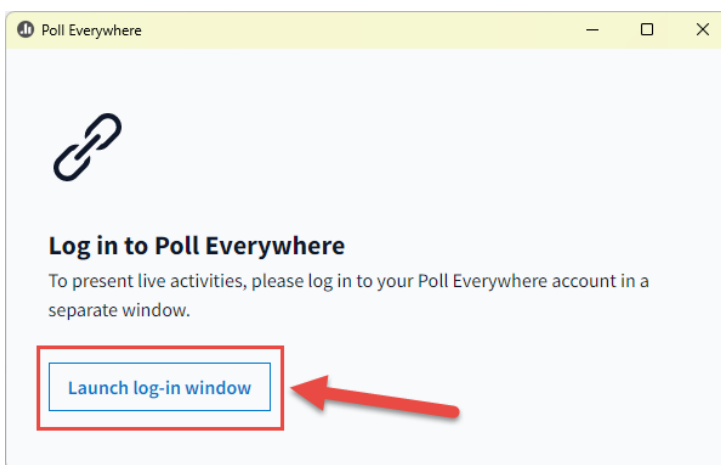 Poll Everywhere
Log in to Poll Everywhere
To present live activities, please log in to your Poll Everywhere account in a
separate window.
Launch log-in window